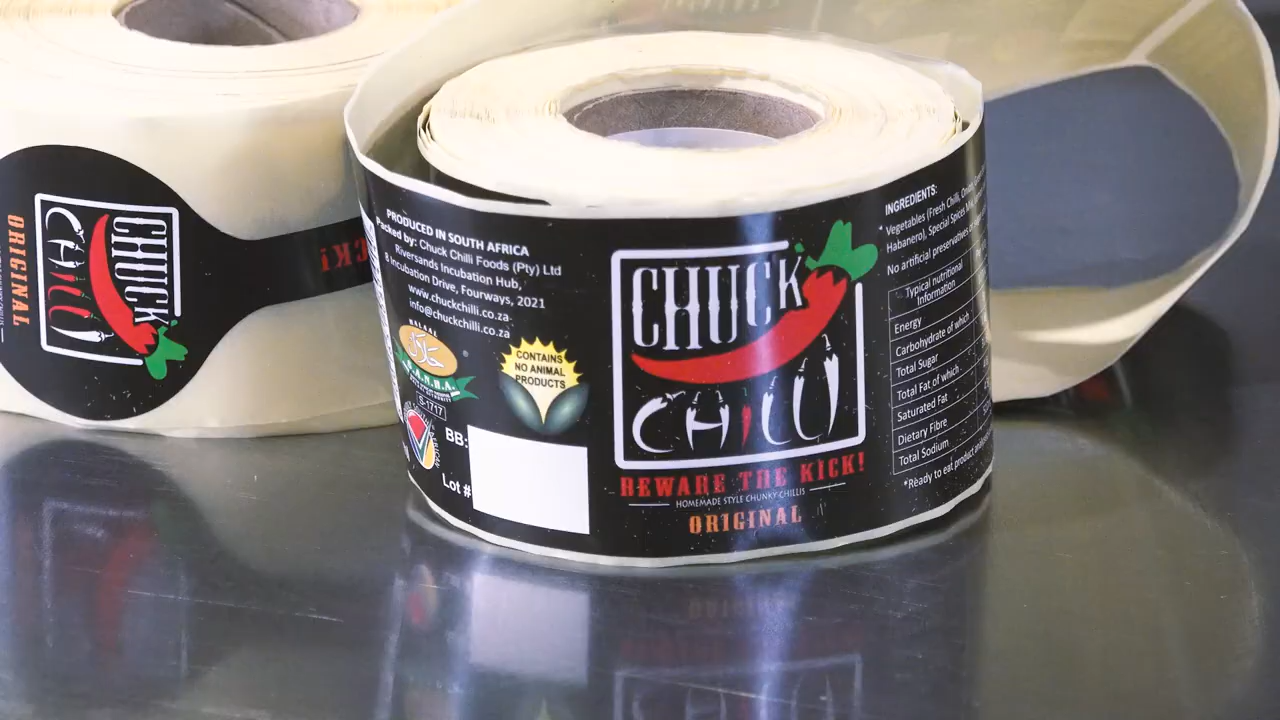 PRODUCED IN SOUTH AFRICA
Packed by: Chuck Chilli Foods (Pty) Ltd
Riversands Incubation Hub,
8 Incubation Drive, Fourways, 2021
www.chuckchilli.co.za
info@chuckchilli.co.za
HALAAL
حلال
S.A.N.B.A.
CONTAINS
NO ANIMAL
PRODUCTS
S-1717
BB:
Lot #
CHUCK
CHILLI
BEWARE THE KICK!
HOMEMADE STYLE CHUNKY CHILLIS
ORIGINAL
INGREDIENTS:
Vegetables (Fresh Chilli,
Habanero), Special Spices
No artificial preservatives
Typical nutritional
Information
Energy
Carbohydrate of which
Total Sugar
Total Fat of which
Saturated Fat
Dietary Fibre
Total Sodium
*Ready to eat product
CHUCK
CHILLI
ORIGINAL